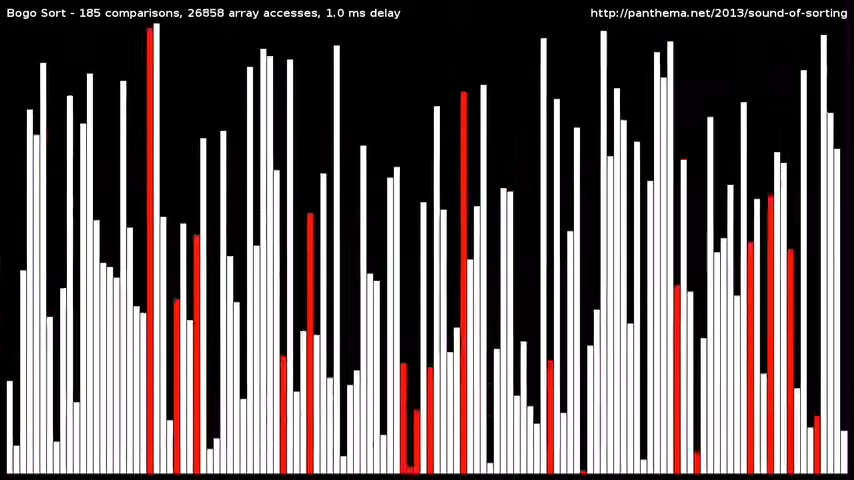 Bogo Sort - 185 comparisons, 26858 array accesses, 1.0 ms delay
http://panthema.net/2013/sound-of-sorting